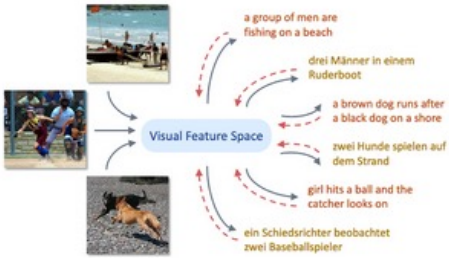 a group of men are
fishing on a beach
drei Männer in einem
Ruderboot
a brown dog runs after
a black dog on a shore
Visual Feature Space
zwei Hunde spielen auf
dem Strand
girl hits a ball and the
catcher looks on
ein Schiedsrichter beobachtet
zwei Baseballspieler